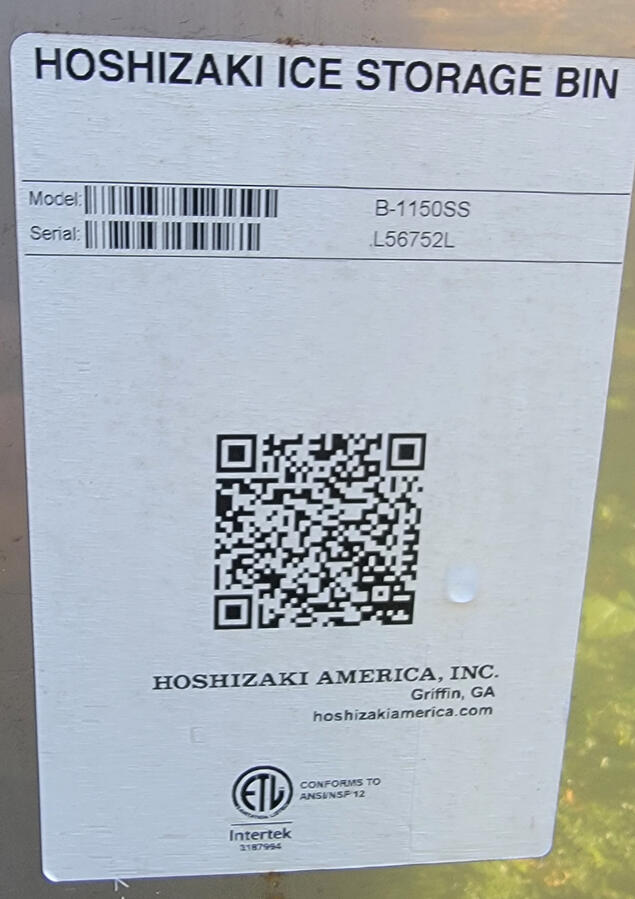 HOSHIZAKI ICE STORAGE BIN
Model: B-1150SS
Serial: L56752L
HOSHIZAKI AMERICA, INC.
Griffin, GA
hoshizakiamerica.com
ETL
CONFORMS TO
ANSI/NSF 12
Intertek
3187994